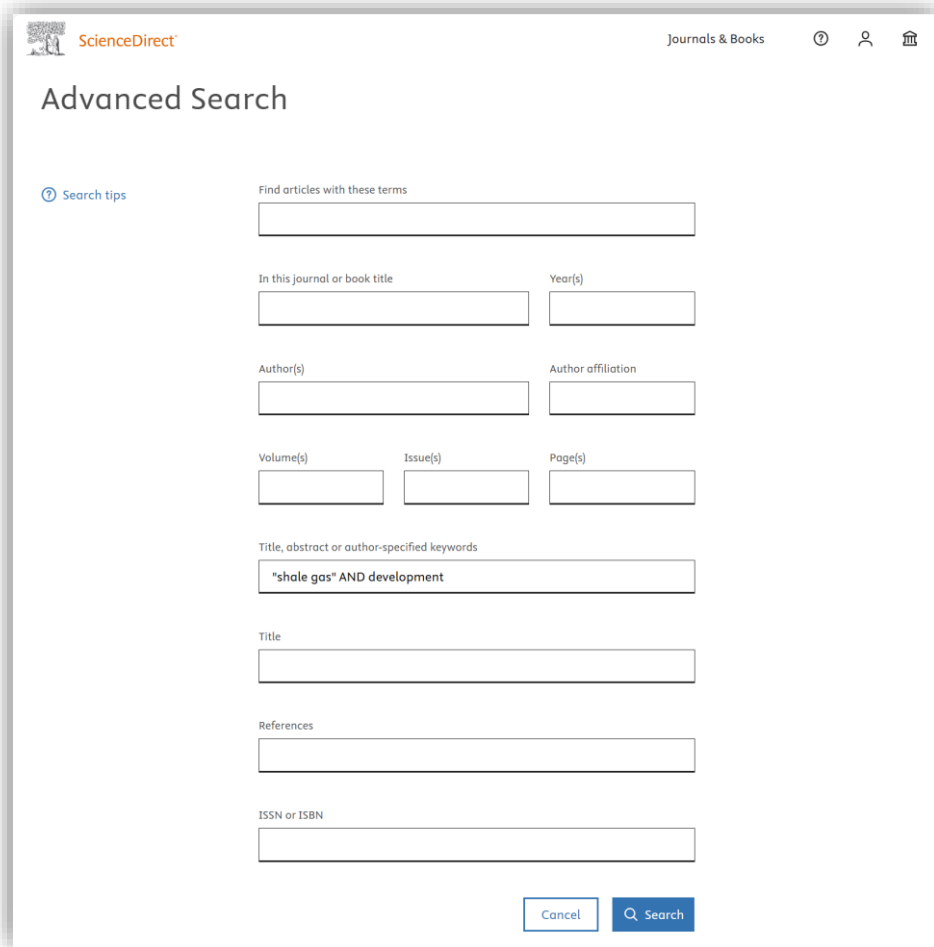 ScienceDirect® Journals & Books
Advanced Search
Search tips
Find articles with these terms
In this journal or book title Year(s)
Author(s) Author affiliation
Volume(s) Issue(s) Page(s)
Title, abstract or author-specified keywords
"shale gas" AND development
Title
References
ISSN or ISBN
Cancel Search